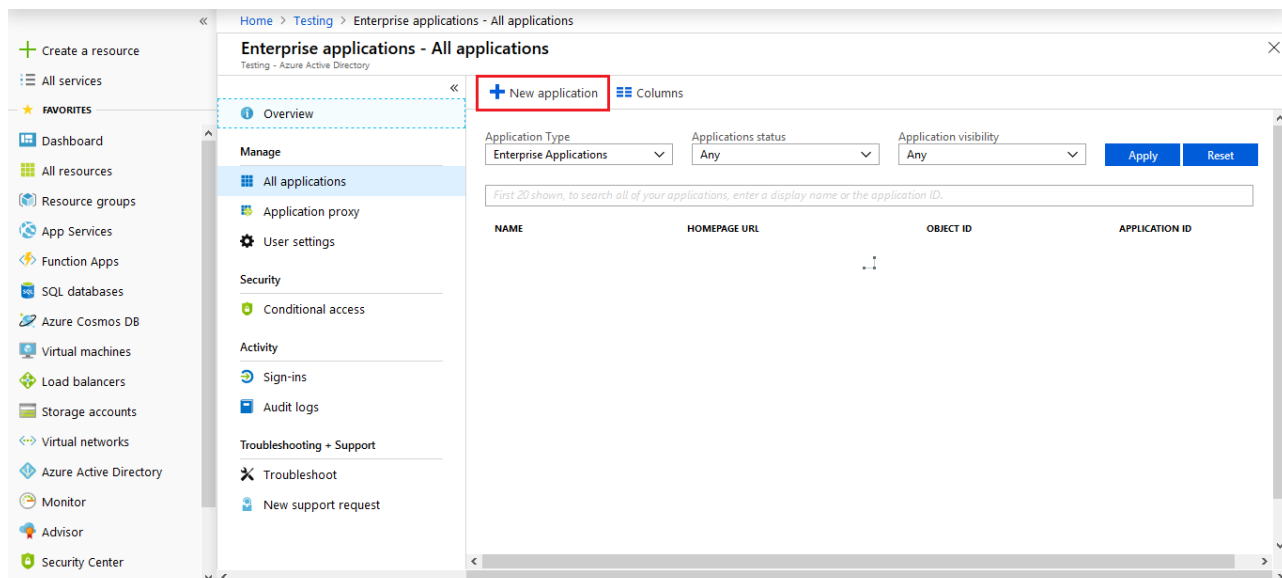 «
Home > Testing > Enterprise applications - All applications
Enterprise applications - All applications
Testing - Azure Active Directory
Create a resource
All services
FAVORITES
Dashboard
All resources
Resource groups
App Services
Function Apps
SQL databases
Azure Cosmos DB
Virtual machines
Load balancers
Storage accounts
Virtual networks
Azure Active Directory
Monitor
Advisor
Security Center
«
Overview
Manage
All applications
Application proxy
User settings
Security
Conditional access
Activity
Sign-ins
Audit logs
Troubleshooting + Support
Troubleshoot
New support request
New application Columns
Application Type Applications status Application visibility
Enterprise Applications Any Any Apply Reset
First 20 shown, to search all of your applications, enter a display name or the application ID.
NAME HOMEPAGE URL OBJECT ID APPLICATION ID